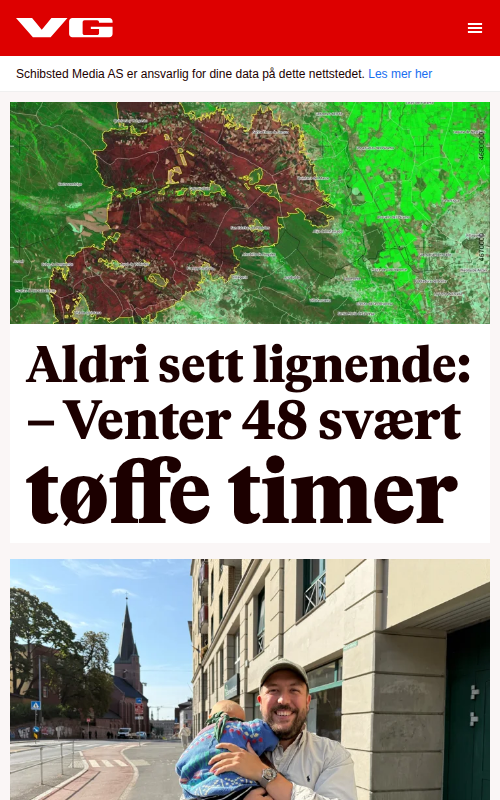 VG
Schibsted Media AS er ansvarlig for dine data på dette nettstedet. Les mer her
Aldri sett lignende:
– Venter 48 svært
tøffe timer